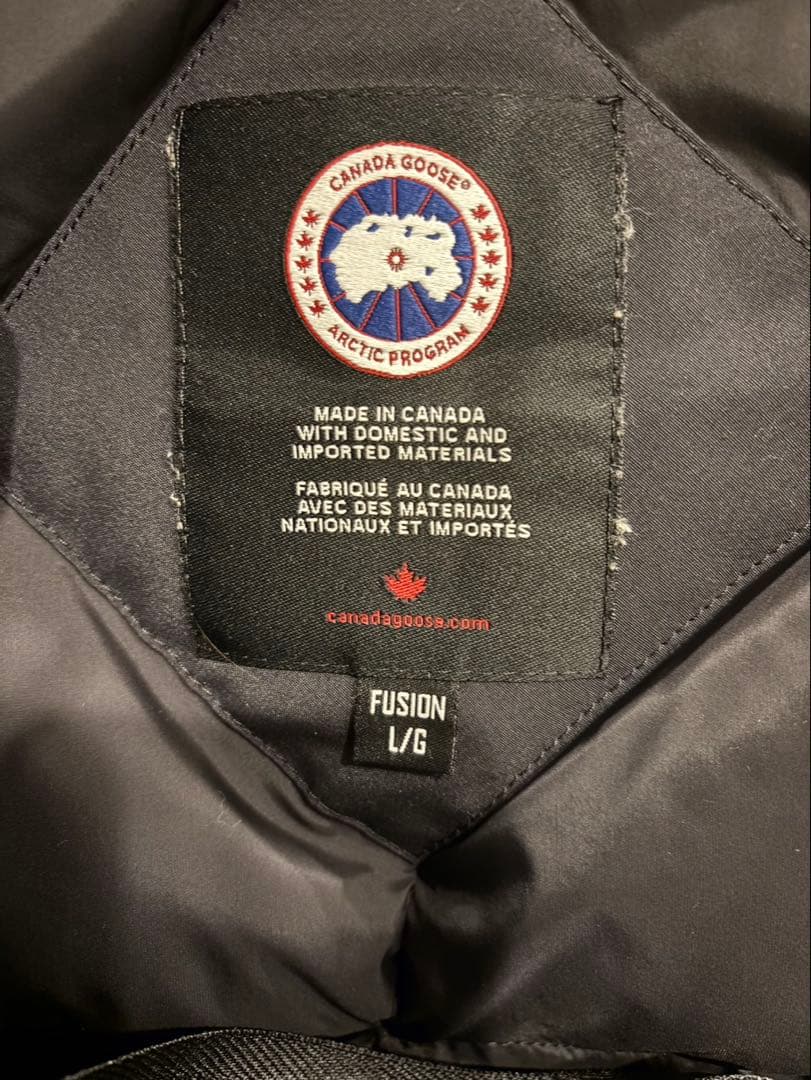 CANADA GOOSE®
ARCTIC PROGRAM
MADE IN CANADA
WITH DOMESTIC AND
IMPORTED MATERIALS
FABRIQUÉ AU CANADA
AVEC DES MATERIAUX
NATIONAUX ET IMPORTÉS
canadagoose.com
FUSION
L/G